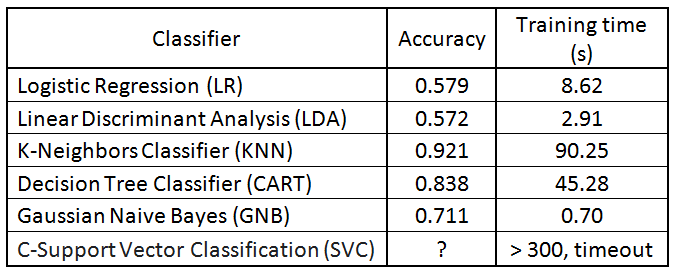 Classifier Accuracy Training time
(s)
Logistic Regression (LR) 0.579 8.62
Linear Discriminant Analysis (LDA) 0.572 2.91
K-Neighbors Classifier (KNN) 0.921 90.25
Decision Tree Classifier (CART) 0.838 45.28
Gaussian Naive Bayes (GNB) 0.711 0.70
C-Support Vector Classification (SVC) ? > 300, timeout